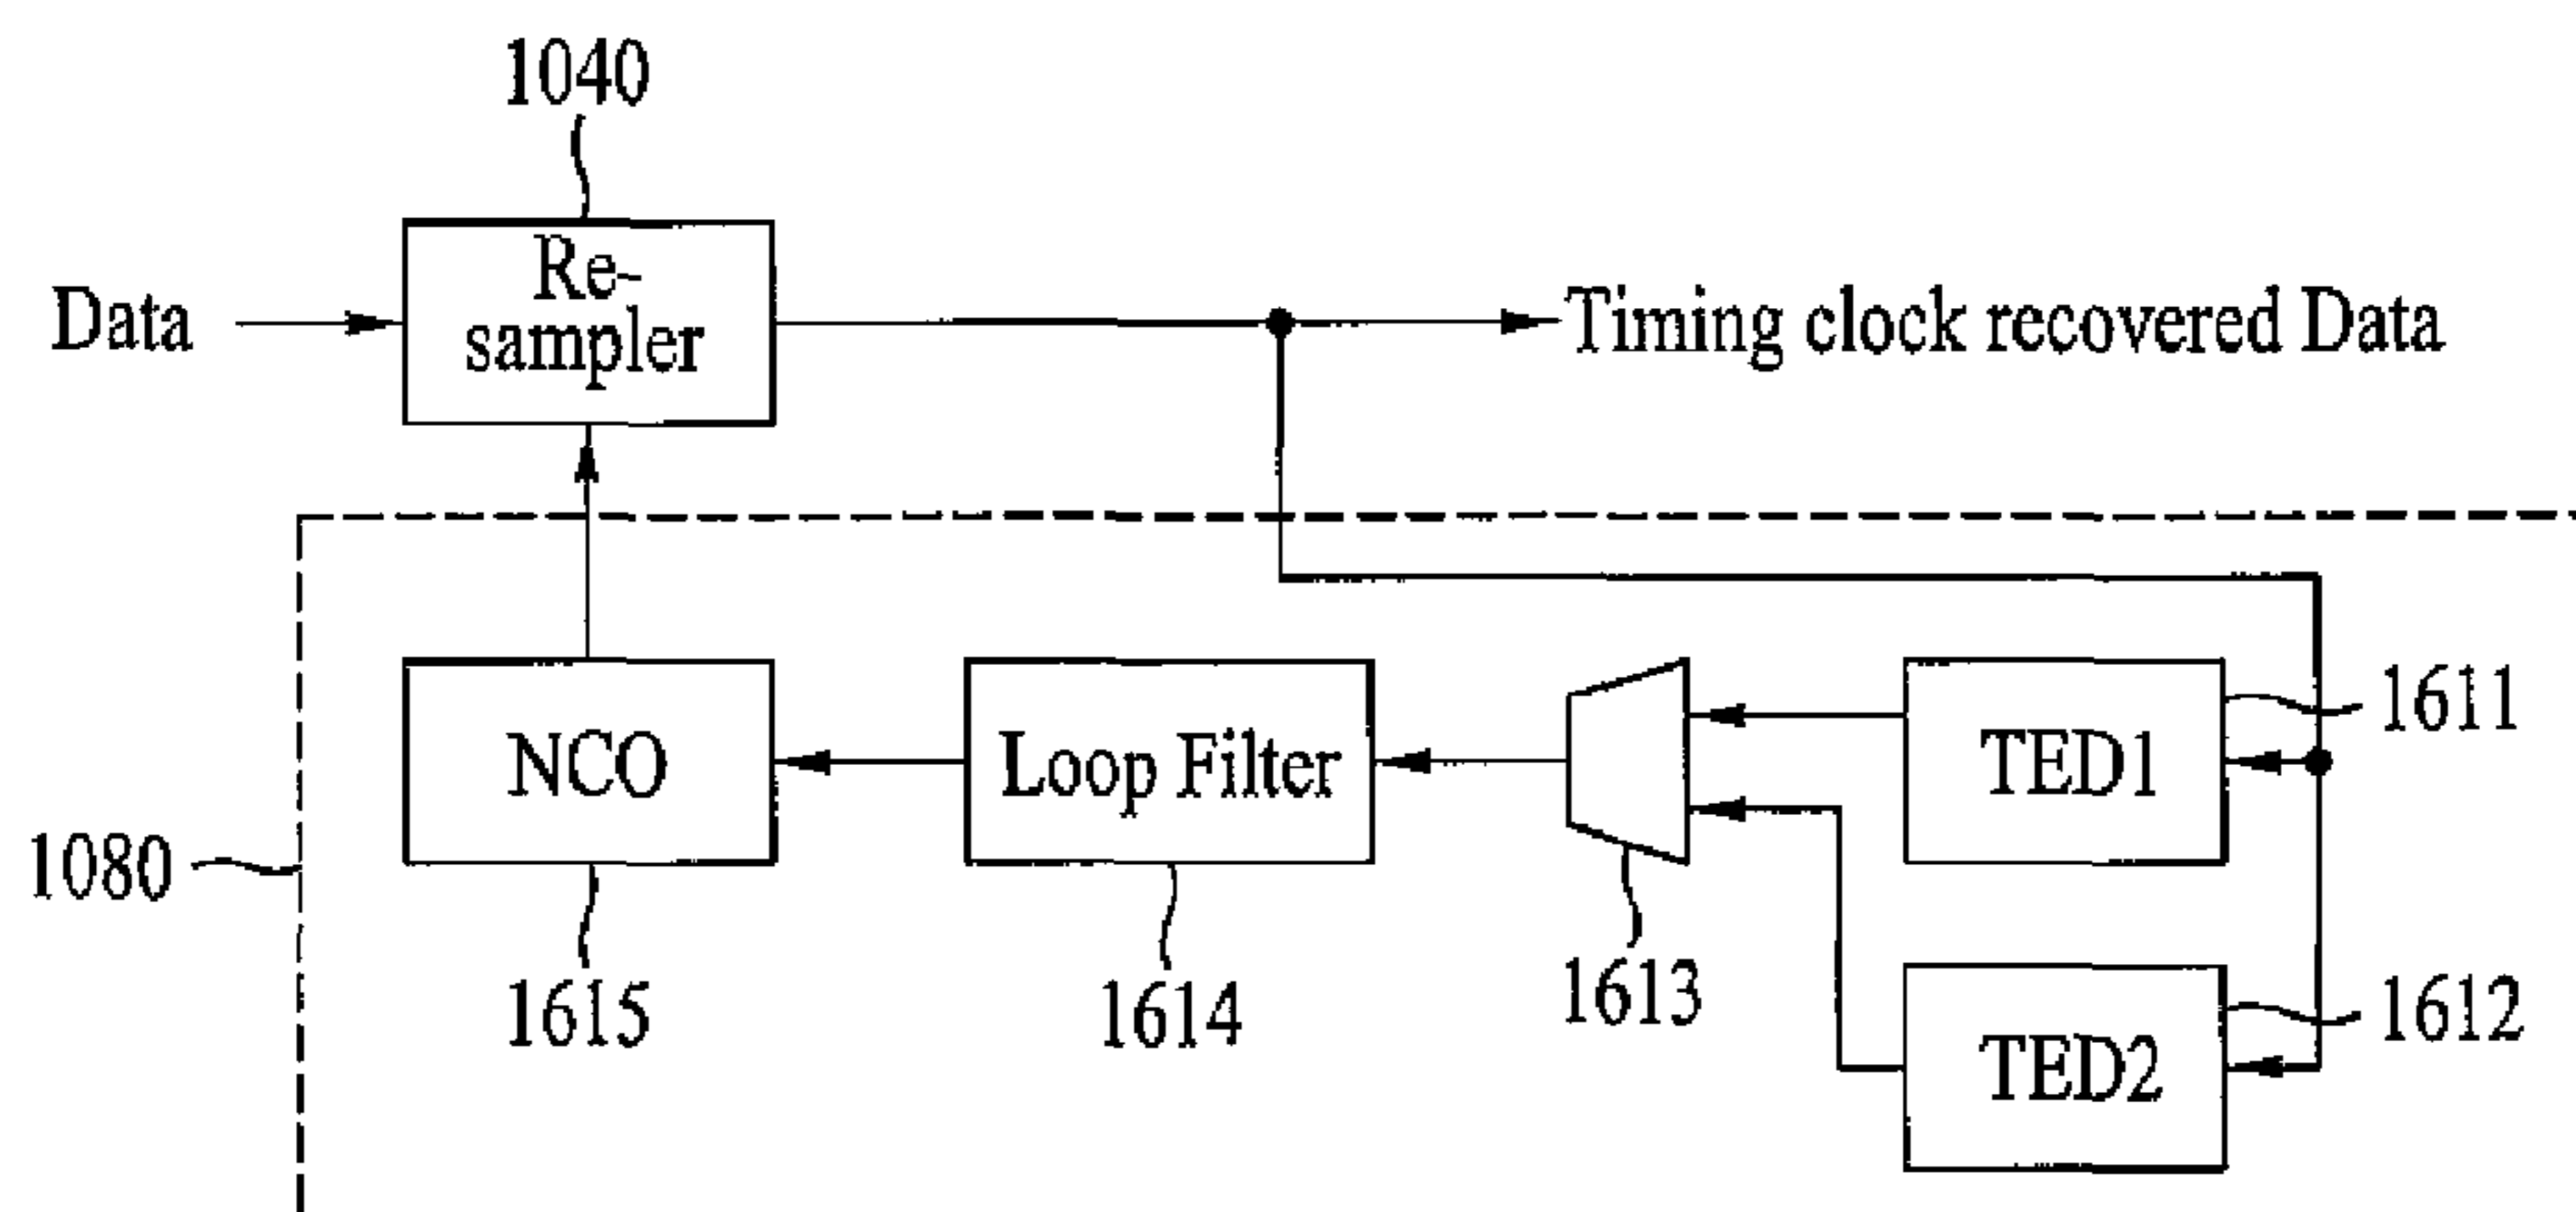 1040
Data
Re-
sampler
Timing clock recovered Data
NCO
Loop Filter
TED1
1611
1080
1615
1614
1613
TED2
1612